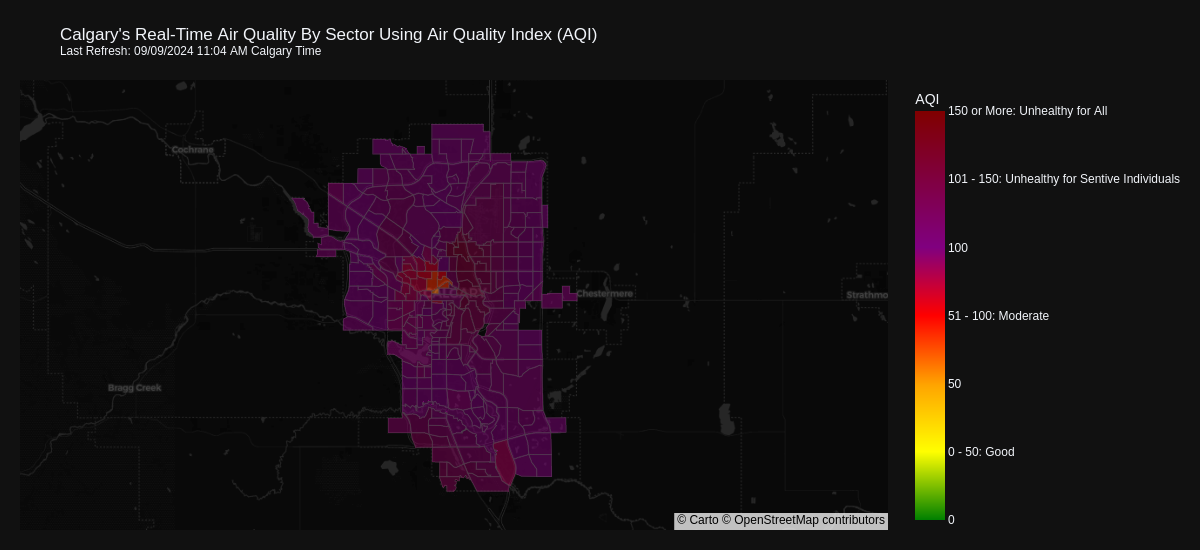 Calgary's Real-Time Air Quality By Sector Using Air Quality Index (AQI)
Last Refresh: 09/09/2024 11:04 AM Calgary Time
AQI
150 or More: Unhealthy for All
101 - 150: Unhealthy for Sentive Individuals
100
51 - 100: Moderate
50
0 - 50: Good
0
Cochrane
CALGARY
Chestermere
Strathmo
Bragg Creek
© Carto © OpenStreetMap contributors